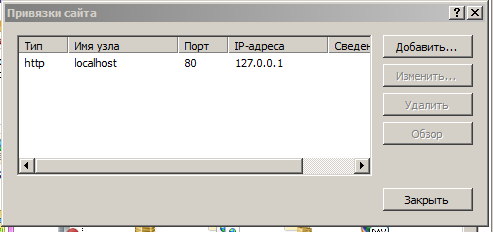 Привязки сайта
Тип Имя узла Порт IP-адреса Сведен
http localhost 80 127.0.0.1
Добавить...
Изменить...
Удалить
Обзор
Закрыть